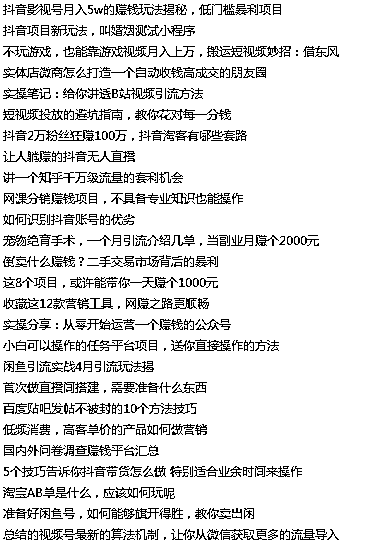 抖音影视号月入5w的玩法揭秘，低门槛暴利项目
抖音项目新玩法，叫婚姻测试小程序
不玩游戏，也能靠游戏视频月入上万，搬运短视频妙招：借东风
实体店微商怎么打造一个自动收钱高成交的朋友圈
实操笔记：给你讲透B站视频引流方法
短视频投放的避坑指南，教你花对每一分钱
抖音2万粉丝狂赚100万，抖音淘客有哪些套路
让人躺赚的抖音无人直播
讲一个知乎千万级流量的套利机会
网课分销赚钱项目，不具备专业知识也能操作
如何识别抖音账号的优劣
宠物绝育手术，一个月引流介绍几单，当副业月赚个2000元
倒卖什么赚钱？二手交易市场背后的暴利
这8个项目，或许能带你一天赚个1000元
收藏这12款营销工具，网赚之路更顺畅
实操分享：从零开始运营一个赚钱的公众号
小白可以操作的任务平台项目，送你直接操作的方法
闲鱼引流实战4月引流玩法揭
首次做直播间搭建，需要准备什么东西
百度贴吧发帖不被封的10个方法技巧
低频消费，高客单价的产品如何做营销
国内外问卷调查赚钱平台汇总
5个技巧告诉你抖音带货怎么做 特别适合业余时间来操作
淘宝AB单是什么，应该如何玩呢
准备好闲鱼号，如何能够旗开得胜，教你卖出闲
总结的视频号最新的算法机制，让你从微信获取更多的流量导入